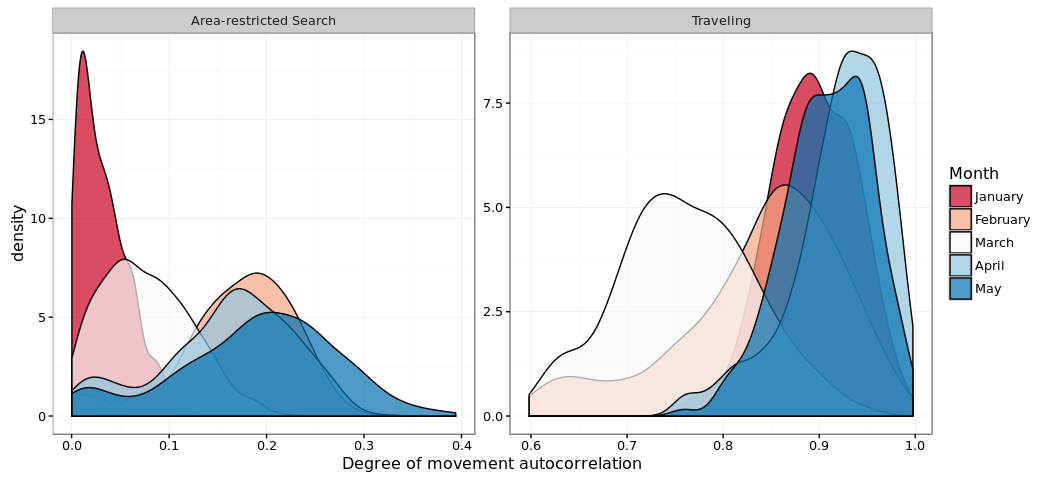 Area-restricted Search
Traveling
density
15
10
5
0
0.0 0.1 0.2 0.3 0.4
7.5
5.0
2.5
0.0
0.6 0.7 0.8 0.9 1.0
Degree of movement autocorrelation
Month
January
February
March
April
May